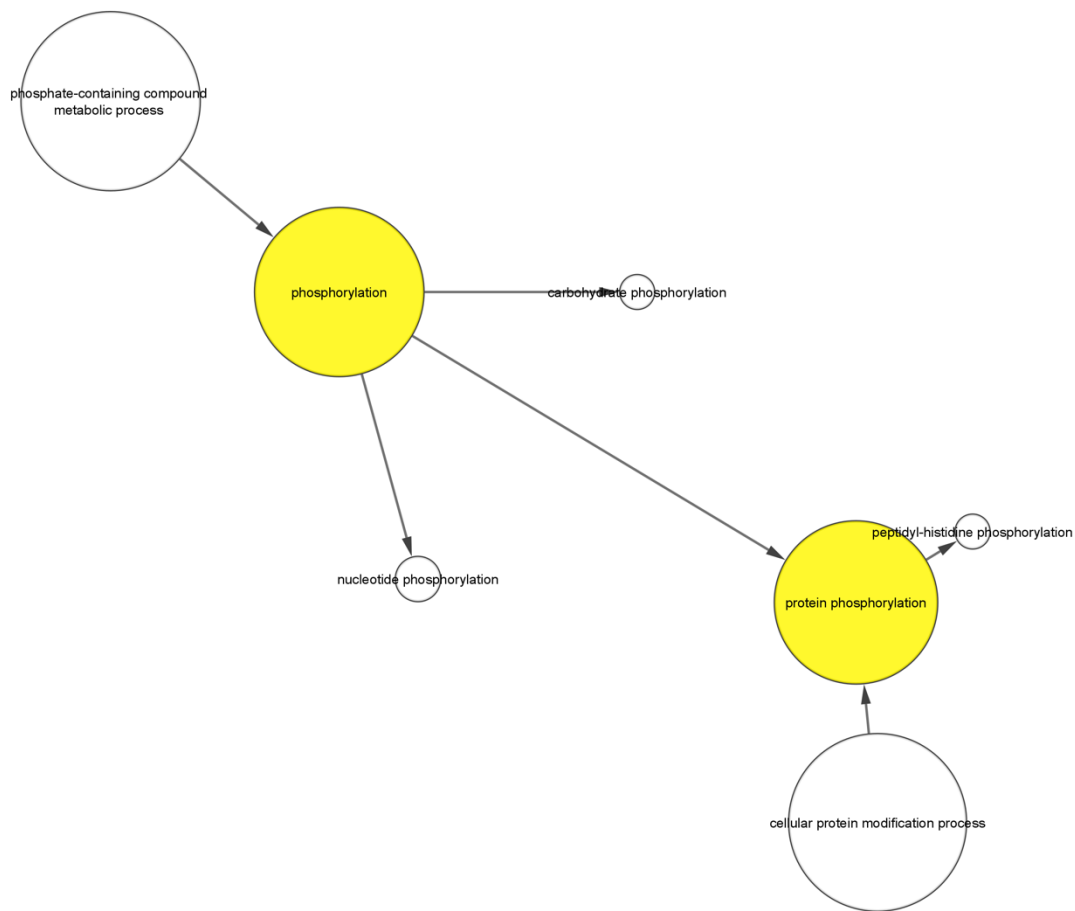 phosphate-containing compound
metabolic process
phosphorylation
carbohydrate phosphorylation
peptidyl-histidine phosphorylation
nucleotide phosphorylation
protein phosphorylation
cellular protein modification process